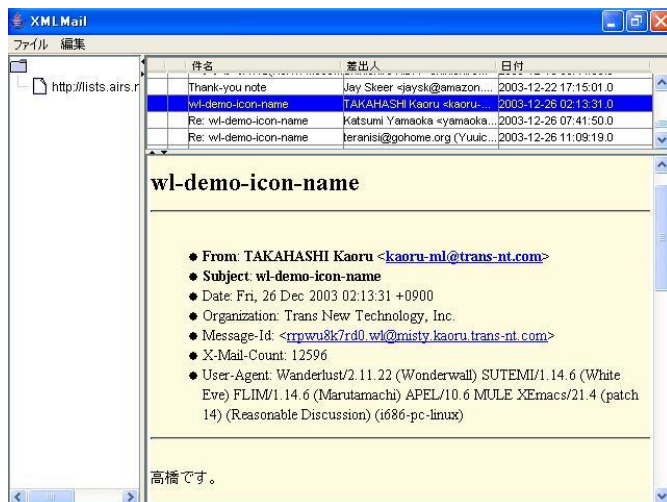 XMLMail
ファイル 編集
件名 差出人 日付
http://lists.airs.r
Thank-you note Jay Skeer <jaysk@amazon.... 2003-12-22 17:15:01.0
wl-demo-icon-name TAKAHASHI Kaoru <kaoru-... 2003-12-26 02:13:31.0
Re: wl-demo-icon-name Katsumi Yamaoka <yamaoka... 2003-12-26 07:41:50.0
Re: wl-demo-icon-name teranisi@gohome.org (Yuuic... 2003-12-26 11:09:19.0
wl-demo-icon-name
From: TAKAHASHI Kaoru <kaoru-ml@trans-nt.com>
Subject: wl-demo-icon-name
Date: Fri, 26 Dec 2003 02:13:31 +0900
Organization: Trans New Technology, Inc.
Message-Id: <rrpwu8k7rd0.wl@misty.kaoru.trans-nt.com>
X-Mail-Count: 12596
User-Agent: Wanderlust/2.11.22 (Wonderwall) SUTEMI/1.14.6 (White
Eve) FLIM/1.14.6 (Marutamachi) APEL/10.6 MULE XEmacs/21.4 (patch
14) (Reasonable Discussion) (i686-pc-linux)
高橋です。